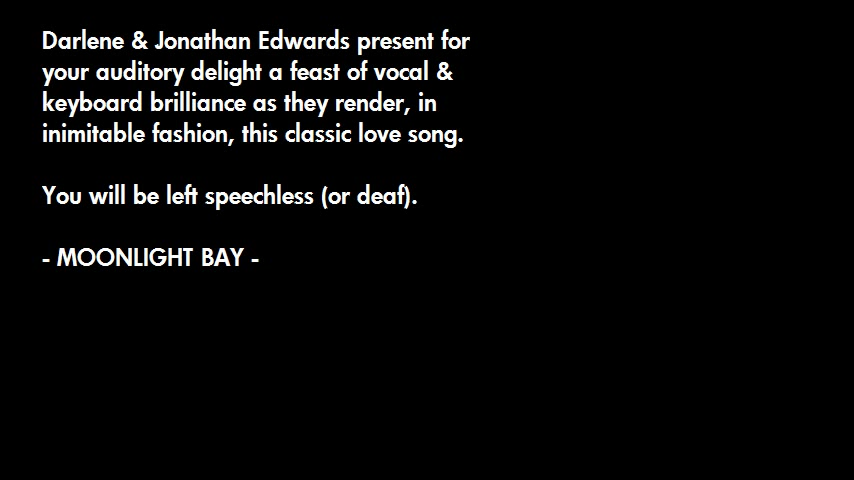 Darlene & Jonathan Edwards present for
your auditory delight a feast of vocal &
keyboard brilliance as they render, in
inimitable fashion, this classic love song.
You will be left speechless (or deaf).
- MOONLIGHT BAY -